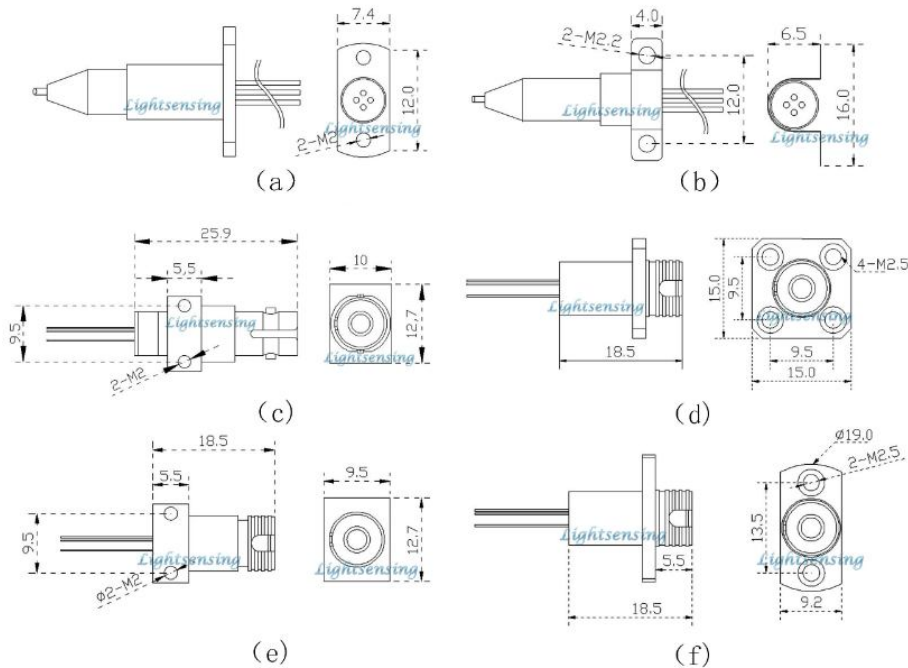 7.4
2-M2
12.0
Lightsensing
Lightsensing
(a)
4.0
2-M2.2
6.5
12.0
16.0
Lightsensing
Lightsensing
(b)
25.9
5,5
9.5
2-M2
10
12.7
Lightsensing
Lightsensing
(c)
18.5
15.0
9.5
4-M2.5
9.5
15.0
Lightsensing
Lightsensing
(d)
18.5
5.5
9.5
ø2-M2
9.5
12.7
Lightsensing
Lightsensing
(e)
5.5
18.5
ø19.0
2-M2.5
13.5
9.2
Lightsensing
Lightsensing
(f)